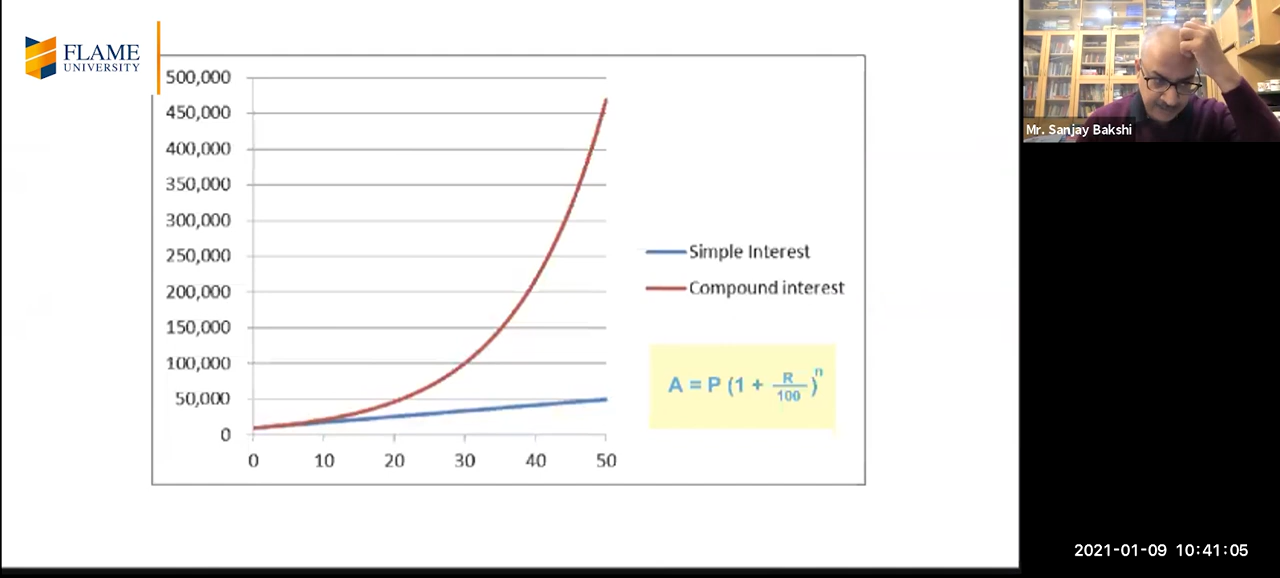 FLAME
UNIVERSITY
500,000
450,000
400,000
350,000
300,000
250,000
200,000
150,000
100,000
50,000
0
0 10 20 30 40 50
Simple Interest
Compound interest
A = P (1 + R/100)^n
Mr. Sanjay Bakshi
2021-01-09 10:41:05